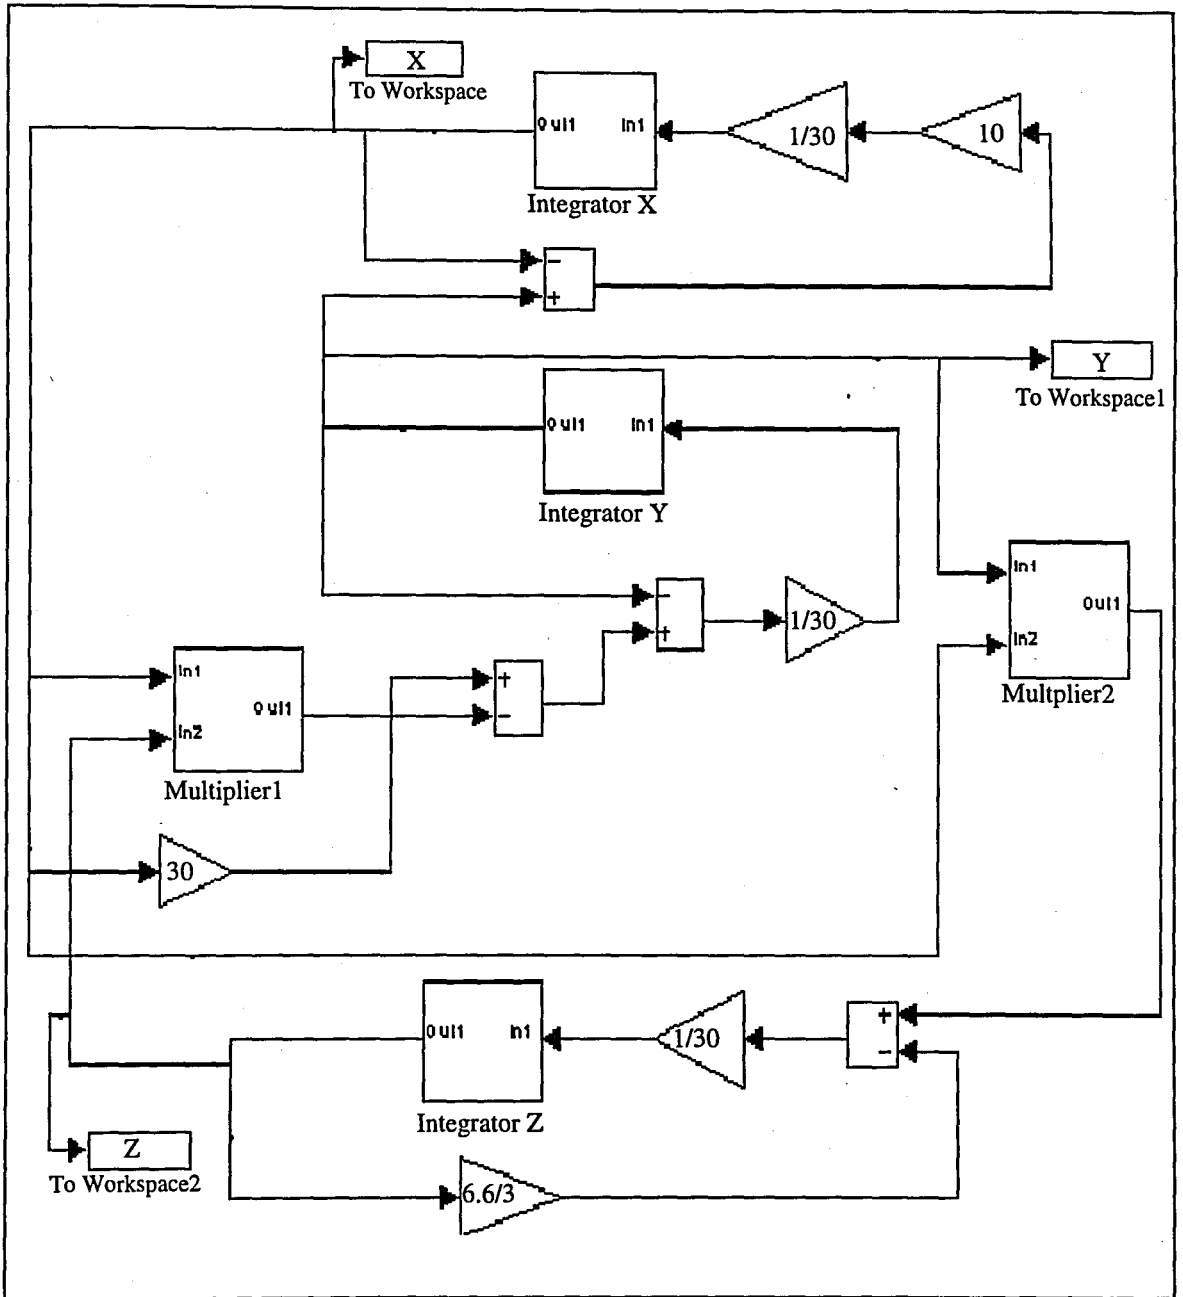 X
To Workspace
Out1 In1
1/30
10
Integrator X
−
+
Y
To Workspace1
Out1 In1
Integrator Y
−
+
1/30
In1
Out1
In2
Multplier2
In1
Out1
In2
Multiplier1
+
−
30
Out1 In1
1/30
+
−
Integrator Z
Z
To Workspace2
6.6/3